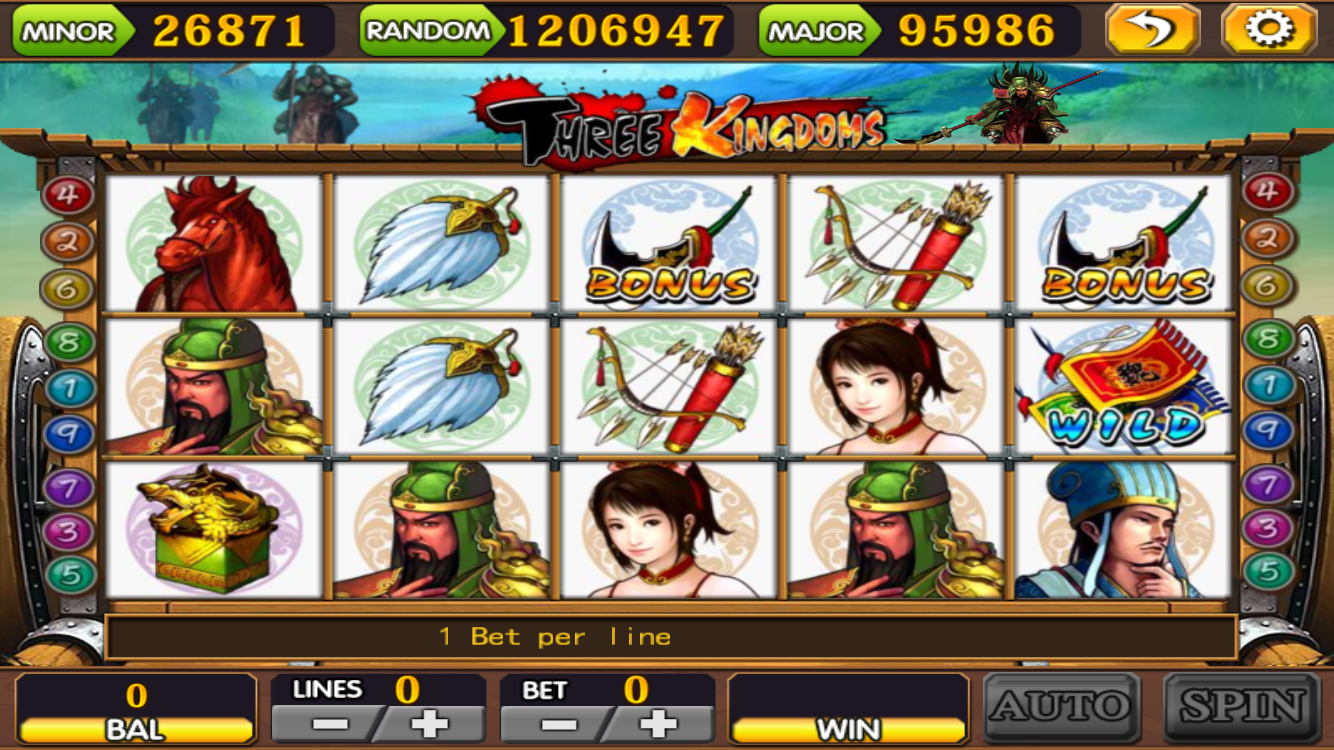 MINOR 26871 RANDOM 1206947 MAJOR 95986
THREE KINGDOMS
4 4
2 BONUS BONUS 2
6 6
8 8
1 1
9 WILD 9
7 7
3 3
5 5
1 Bet per line
0 LINES 0 BET 0
BAL WIN AUTO SPIN